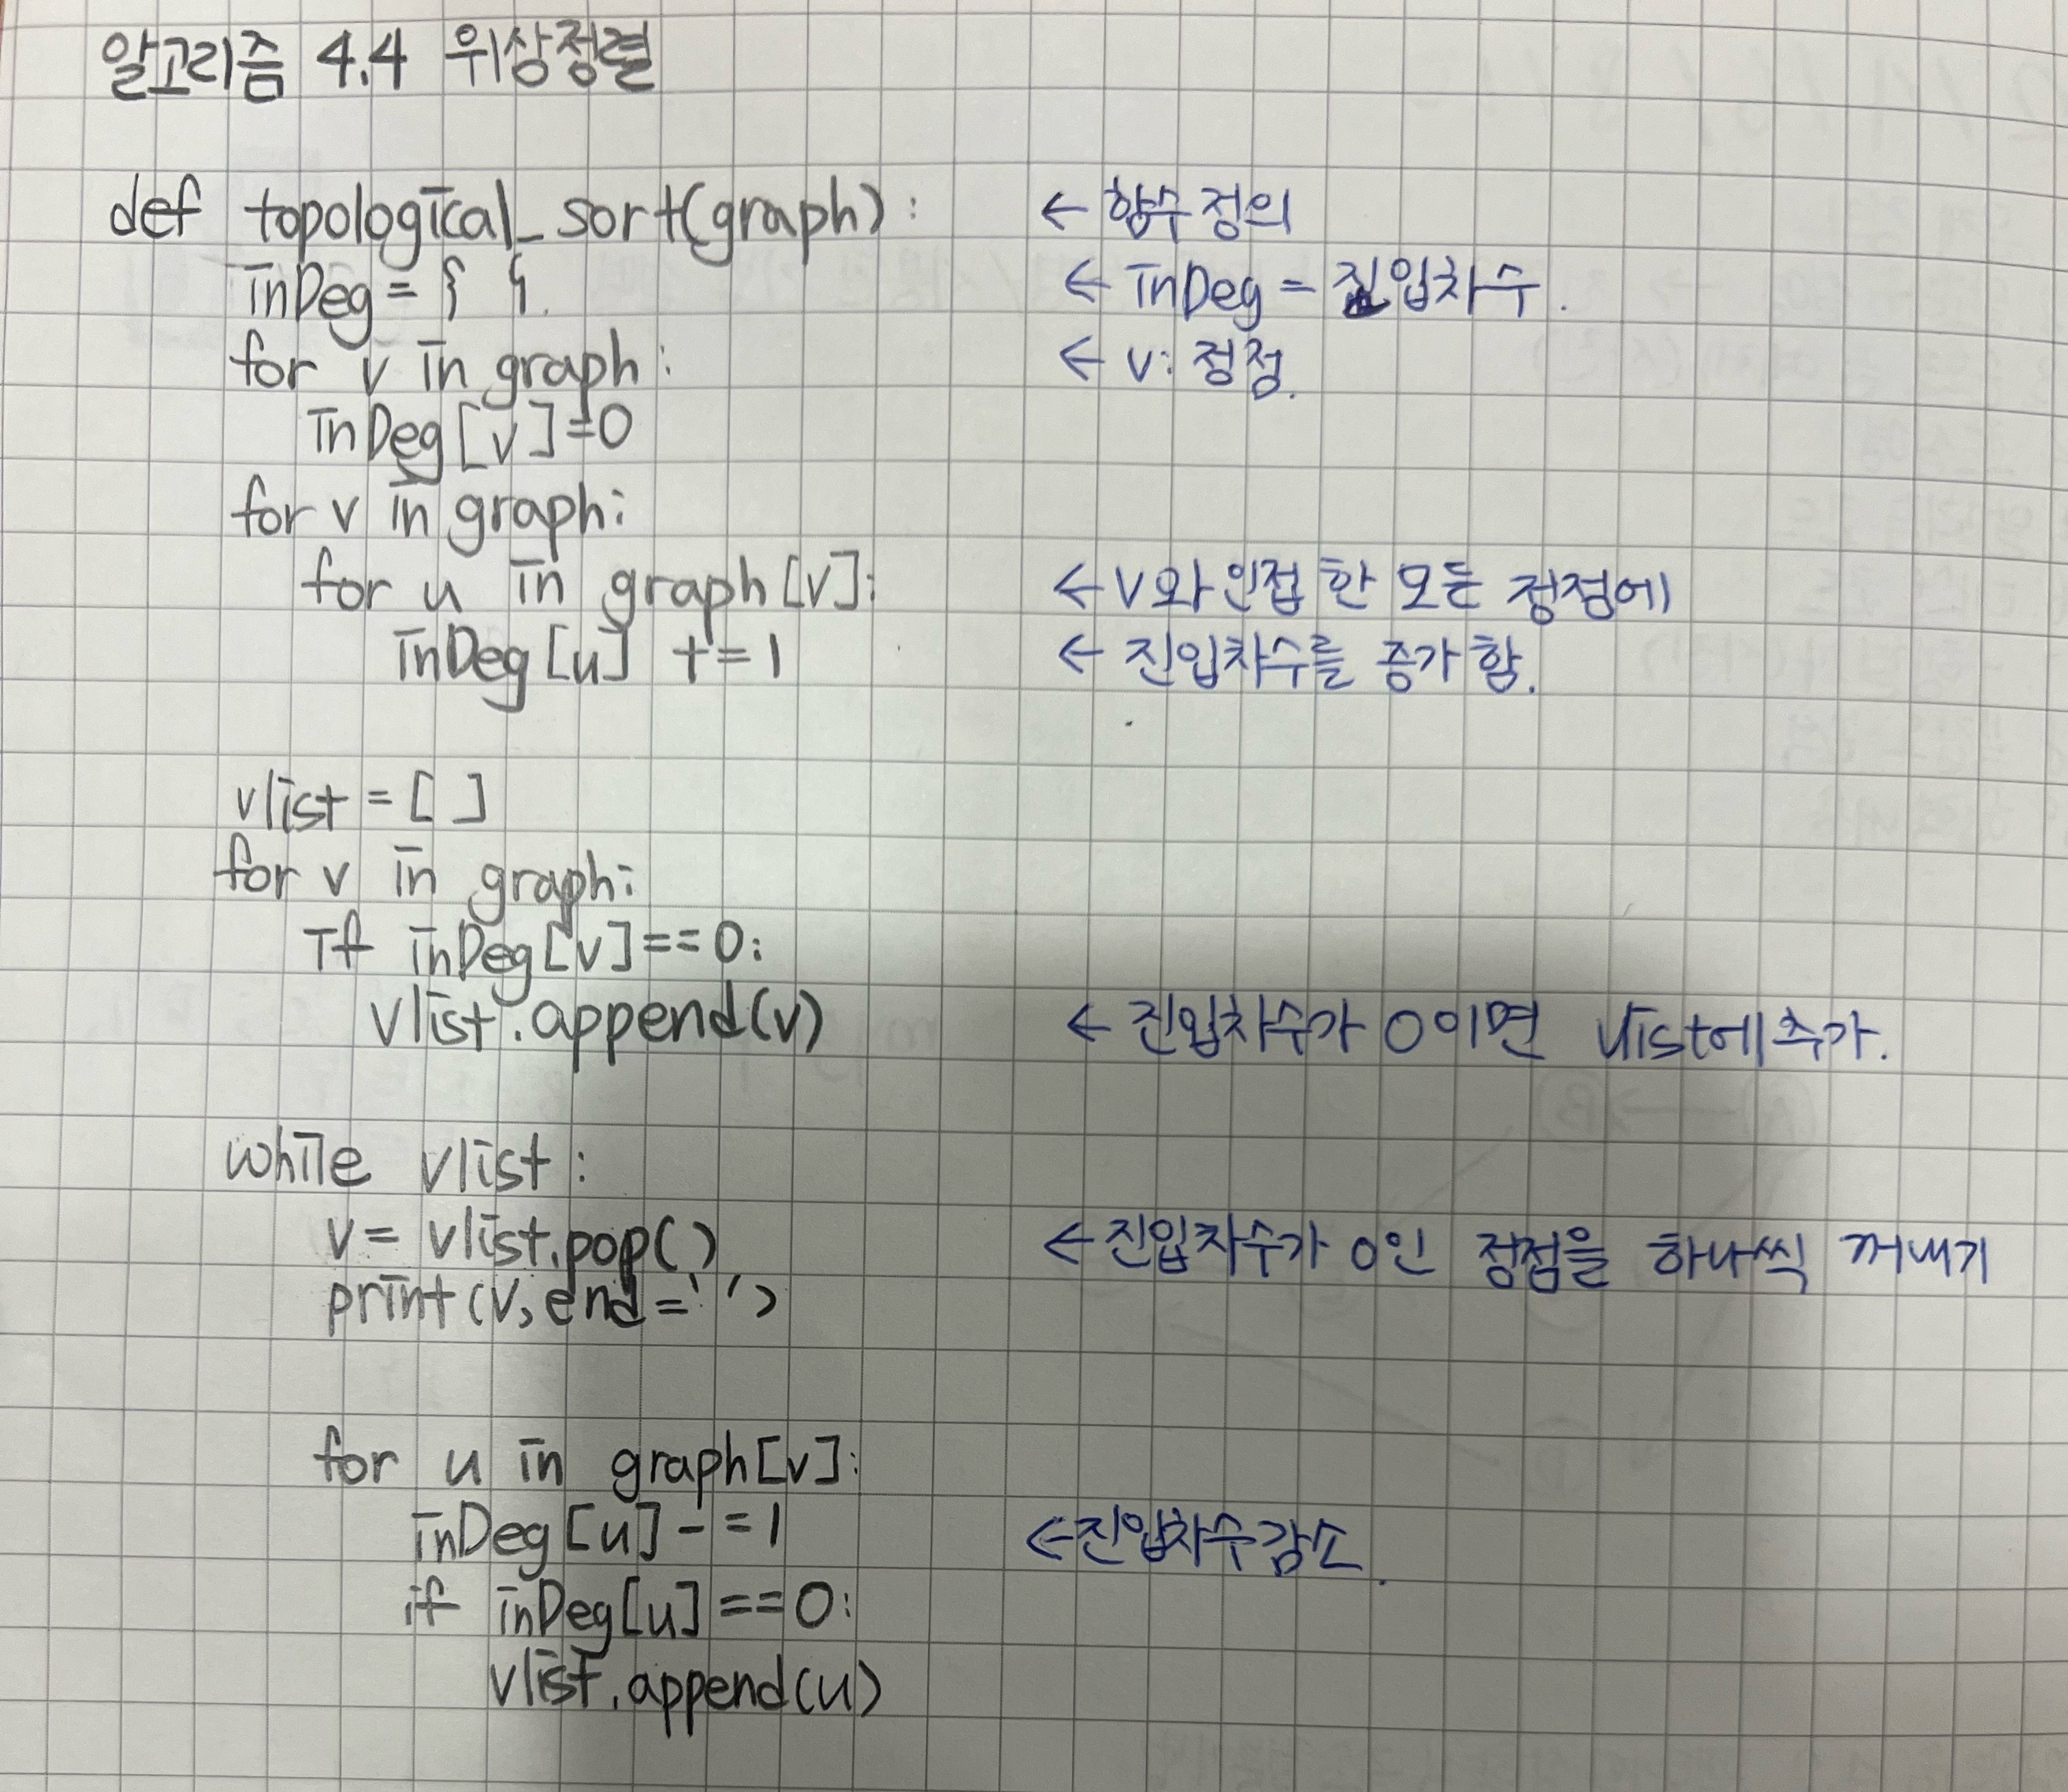 알고리즘 4.4 위상정렬
def topological_sort(graph): ← 함수정의
inDeg = { } ← inDeg = 진입차수.
for v in graph: ← v: 정점.
inDeg[v]=0
for v in graph:
for u in graph[v]: ← v와 인접한 모든 정점에
inDeg[u] += 1 ← 진입차수를 증가함.
vlist = [ ]
for v in graph:
if inDeg[v]==0:
vlist.append(v) ← 진입차수가 0이면 vlist에 추가.
while vlist:
v = vlist.pop() ← 진입차수가 0인 정점을 하나씩 꺼내기
print(v, end=' ')
for u in graph[v]:
inDeg[u] -=1 ← 진입차수감소.
if inDeg[u]==0:
vlist.append(u)